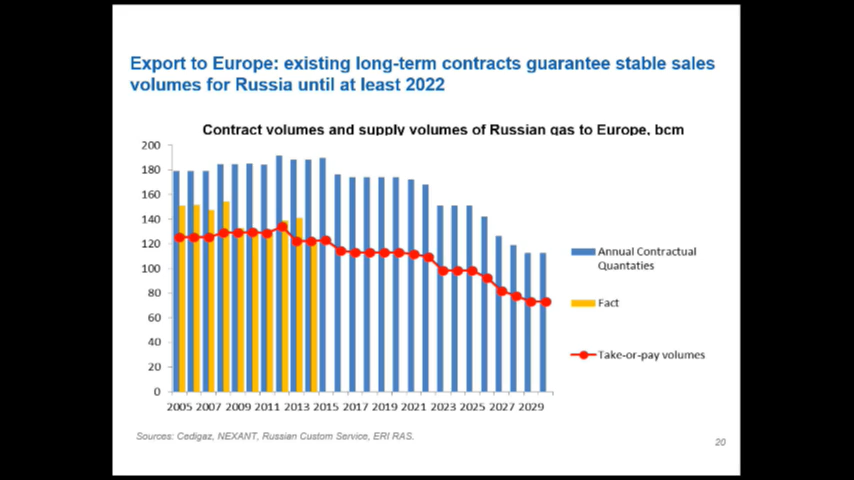 Export to Europe: existing long-term contracts guarantee stable sales
volumes for Russia until at least 2022
Contract volumes and supply volumes of Russian gas to Europe, bcm
200
180
160
140
120
100
80
60
40
20
0
2005 2007 2009 2011 2013 2015 2017 2019 2021 2023 2025 2027 2029
Annual Contractual
Quantaties
Fact
Take-or-pay volumes
Sources: Cedigaz, NEXANT, Russian Custom Service, ERI RAS.
20